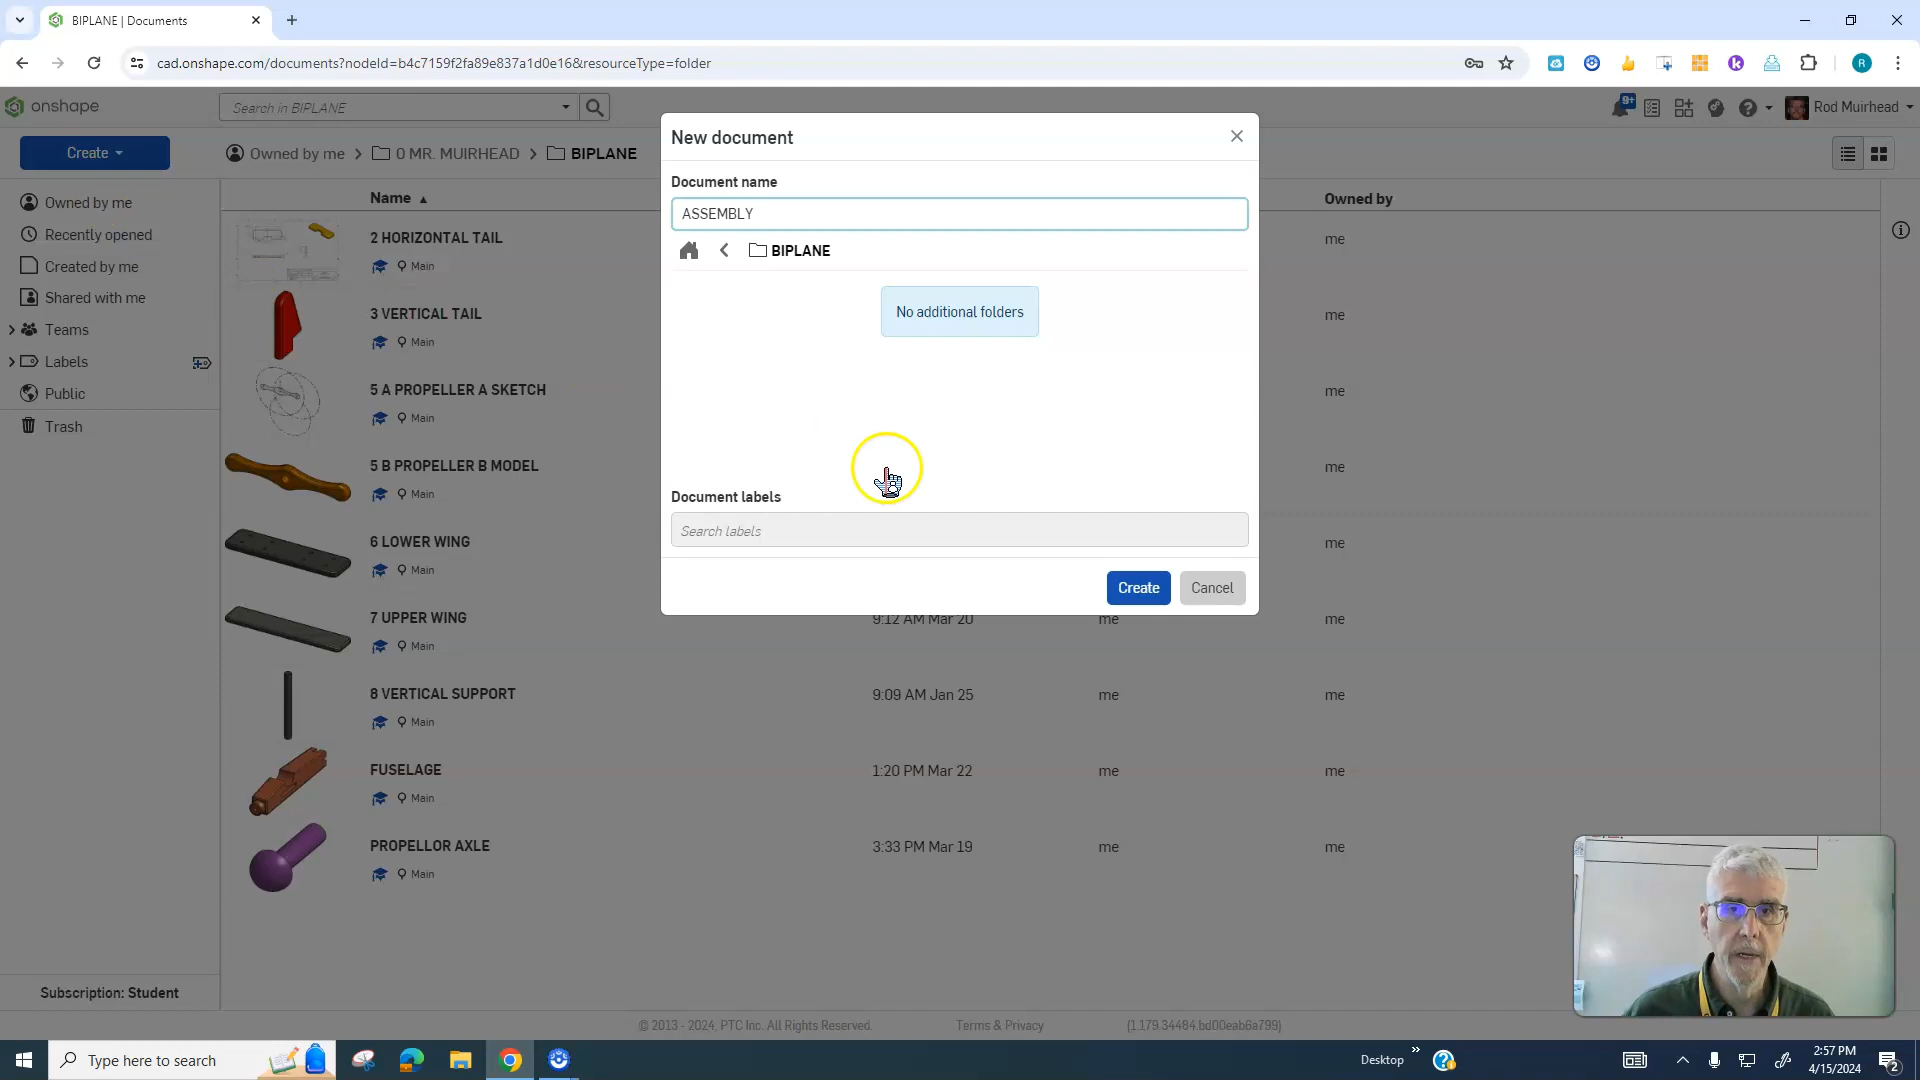 BIPLANE | Documents
cad.onshape.com/documents?nodeId=b4c7159f2fa89e837a1d0e16&resourceType=folder
onshape
Search in BIPLANE
9+
Rod Muirhead
Create
Owned by me > 0 MR. MUIRHEAD > BIPLANE
Owned by me
Recently opened
Created by me
Shared with me
Teams
Labels
Public
Trash
Subscription: Student
Name
Owned by
2 HORIZONTAL TAIL
Main
me
3 VERTICAL TAIL
Main
me
5 A PROPELLER A SKETCH
Main
me
5 B PROPELLER B MODEL
Main
me
6 LOWER WING
Main
me
7 UPPER WING
Main
9:12 AM Mar 20
me
me
8 VERTICAL SUPPORT
Main
9:09 AM Jan 25
me
me
FUSELAGE
Main
1:20 PM Mar 22
me
me
PROPELLOR AXLE
Main
3:33 PM Mar 19
me
me
New document
Document name
ASSEMBLY
BIPLANE
No additional folders
Document labels
Search labels
Create
Cancel
© 2013 - 2024, PTC Inc. All Rights Reserved.
Terms & Privacy
(1.179.34484.bd00eab6a799)
Type here to search
Desktop
2:57 PM
4/15/2024
2